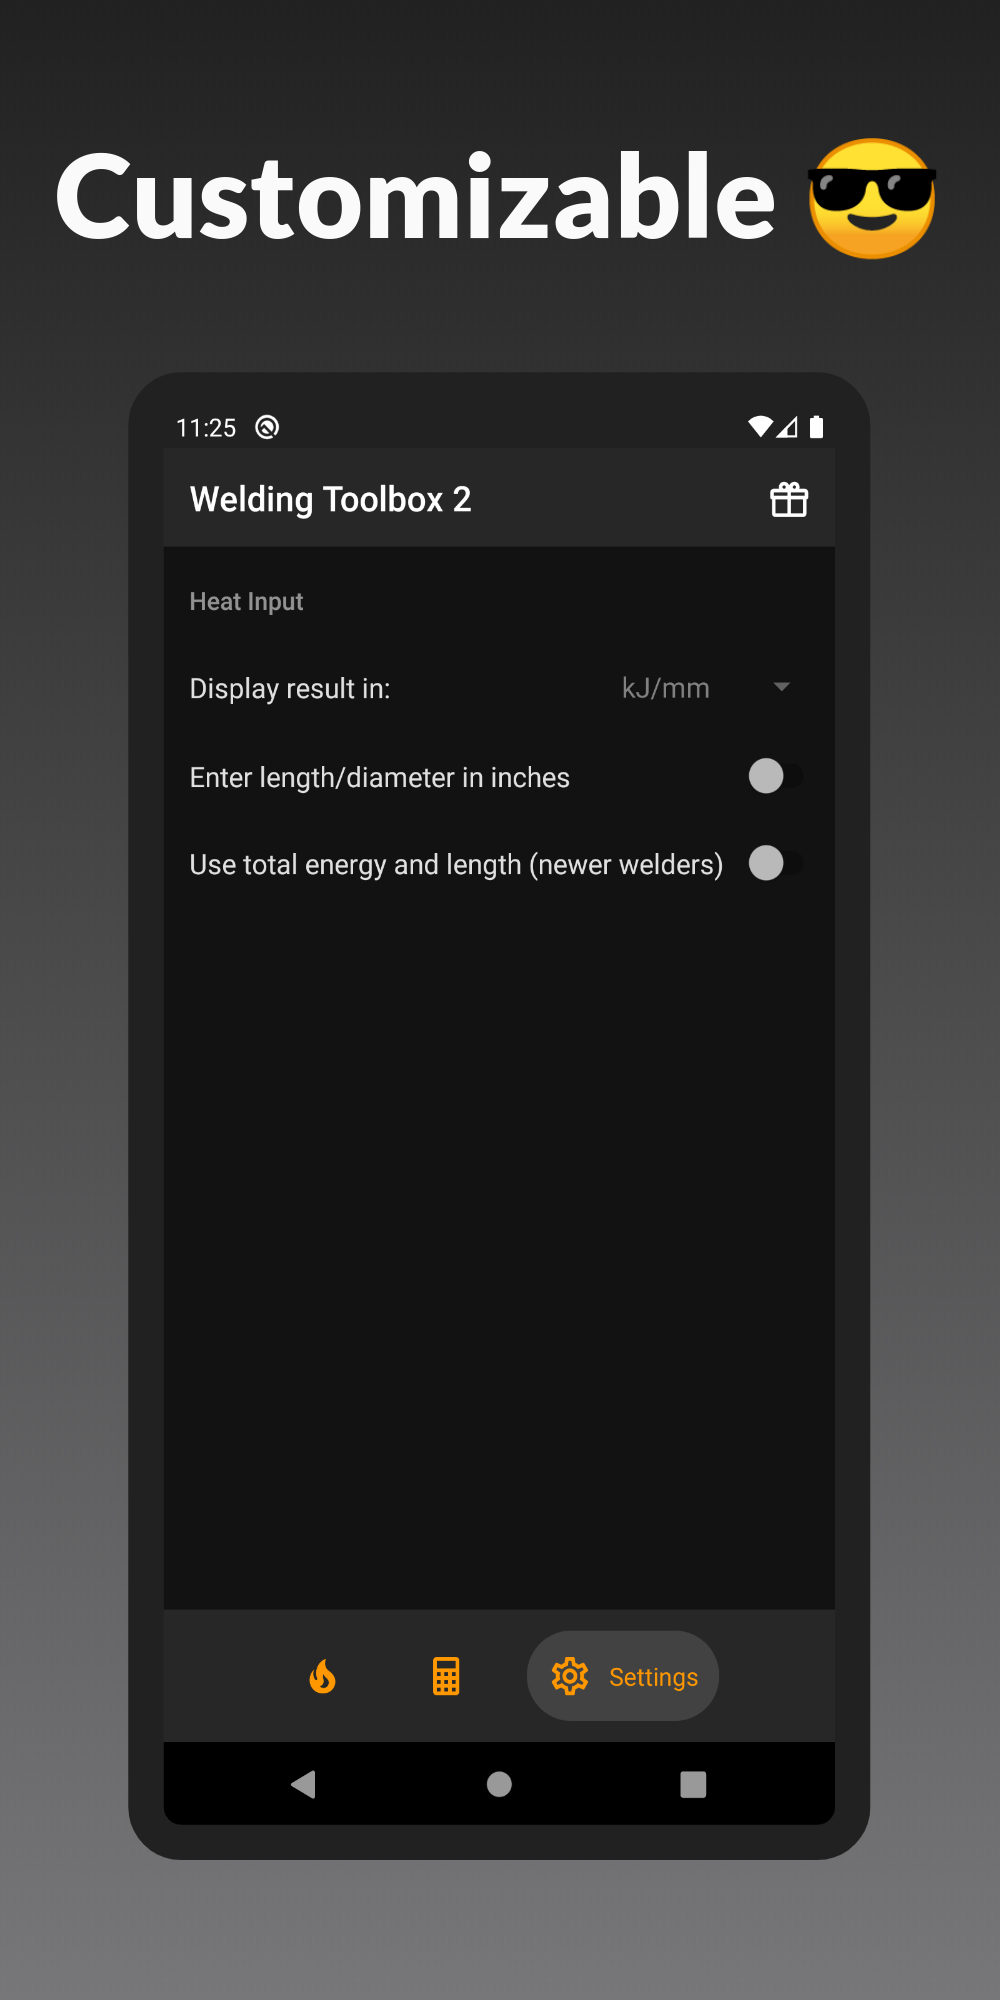 Customizable 😎
11:25
Welding Toolbox 2
Heat Input
Display result in: kJ/mm
Enter length/diameter in inches
Use total energy and length (newer welders)
Settings